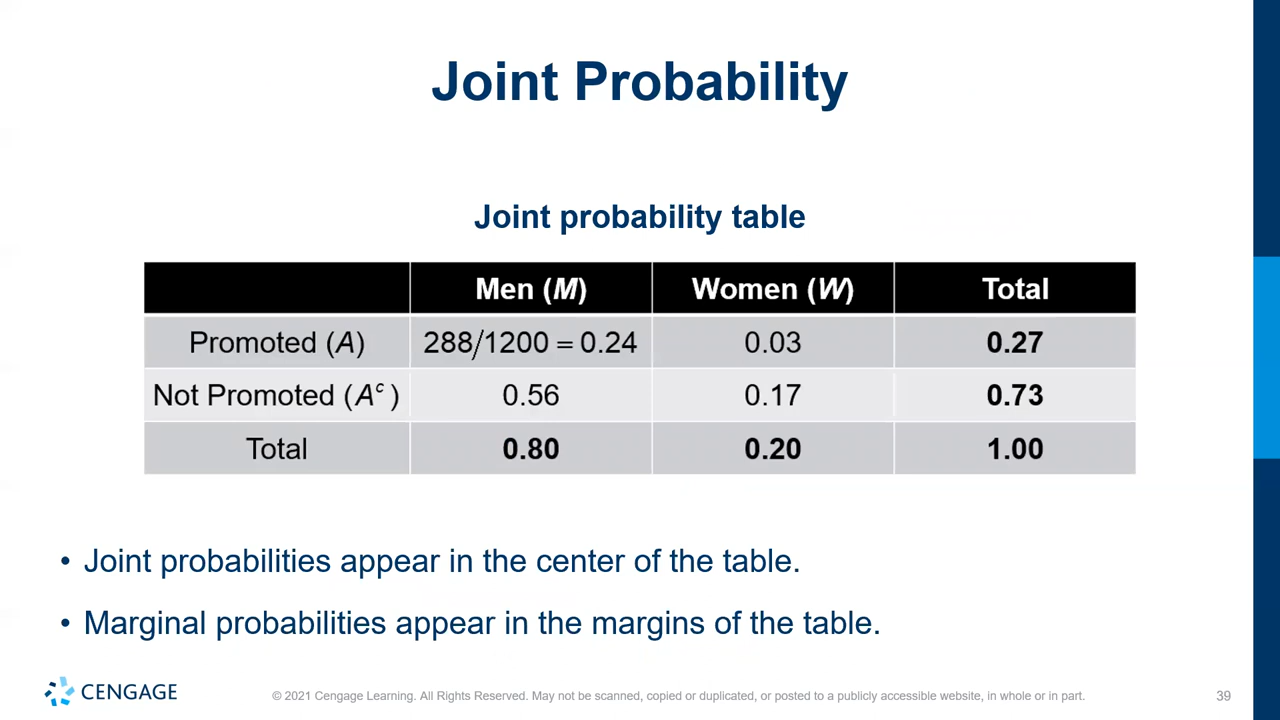 Joint Probability
Joint probability table
Men (M) Women (W) Total
Promoted (A) 288/1200 = 0.24 0.03 0.27
Not Promoted (Aᶜ) 0.56 0.17 0.73
Total 0.80 0.20 1.00
• Joint probabilities appear in the center of the table.
• Marginal probabilities appear in the margins of the table.
CENGAGE
© 2021 Cengage Learning. All Rights Reserved. May not be scanned, copied or duplicated, or posted to a publicly accessible website, in whole or in part.
39